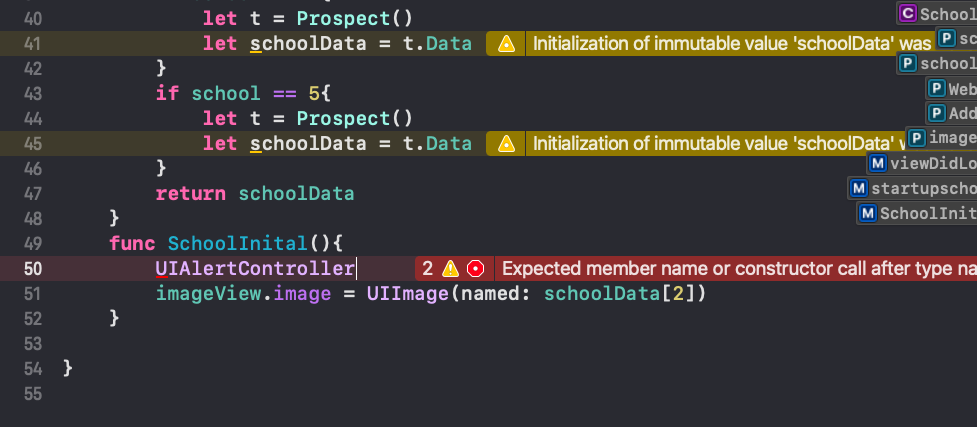 40 let t = Prospect()
41 let schoolData = t.Data Initialization of immutable value 'schoolData' was
42 }
43 if school == 5{
44 let t = Prospect()
45 let schoolData = t.Data Initialization of immutable value 'schoolData'
46 }
47 return schoolData
48 }
49 func SchoolInital(){
50 UIAlertController 2 Expected member name or constructor call after type na
51 imageView.image = UIImage(named: schoolData[2])
52 }
53
54 }
55
C School
P sc
P school
P Web
P Add
P image
M viewDidLo
M startupscho
M SchoolInit